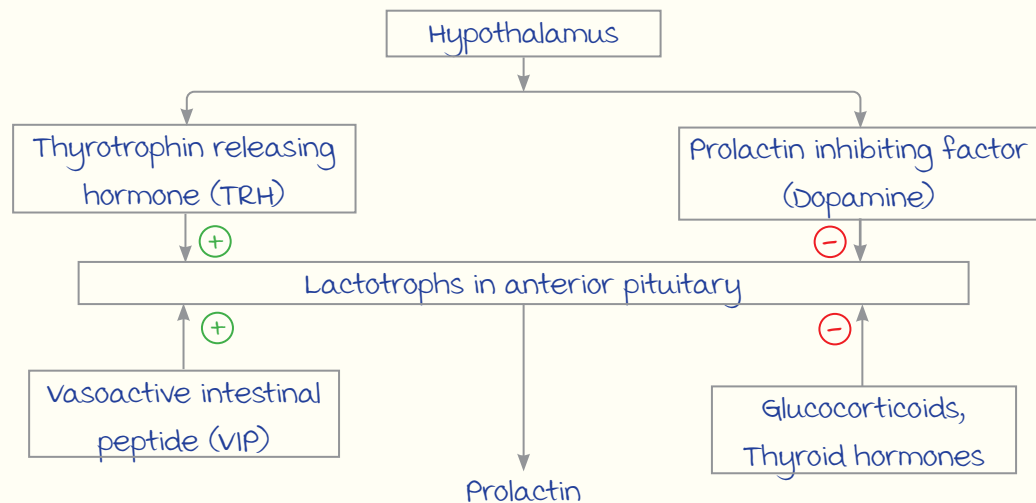 Hypothalamus
Thyrotrophin releasing
hormone (TRH)
Prolactin inhibiting factor
(Dopamine)
+
−
Lactotrophs in anterior pituitary
+
−
Vasoactive intestinal
peptide (VIP)
Glucocorticoids,
Thyroid hormones
Prolactin